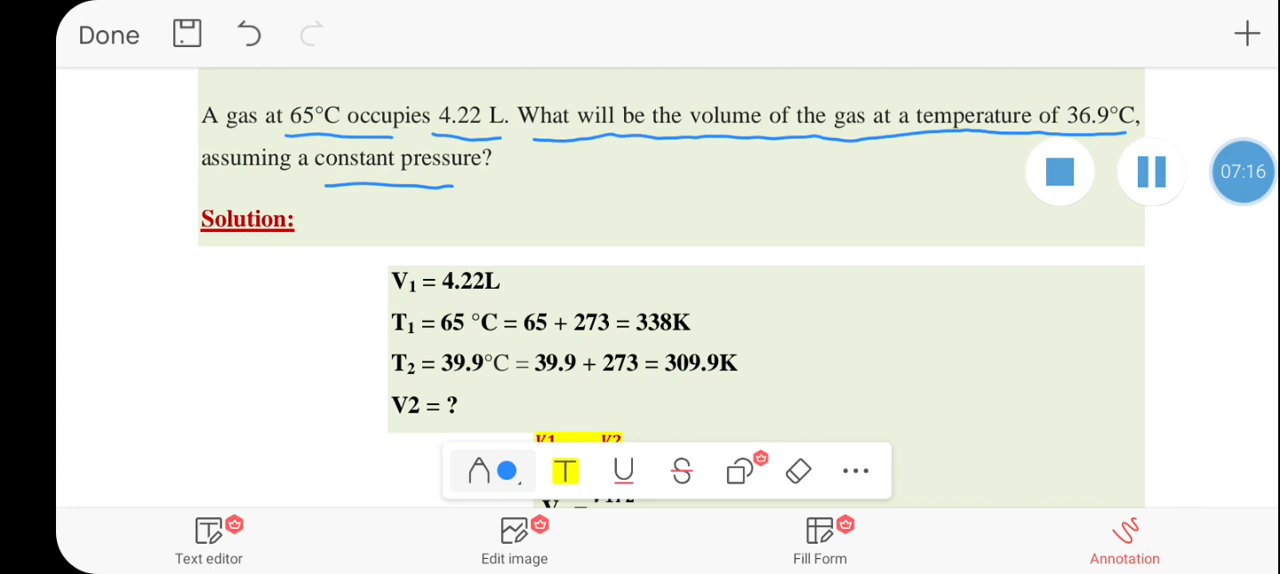 Done
A gas at 65°C occupies 4.22 L. What will be the volume of the gas at a temperature of 36.9°C,
assuming a constant pressure?
07:16
Solution:
V₁ = 4.22L
T₁ = 65 °C = 65 + 273 = 338K
T₂ = 39.9°C = 39.9 + 273 = 309.9K
V2 = ?
V1 V2
T U S
Text editor
Edit image
Fill Form
Annotation